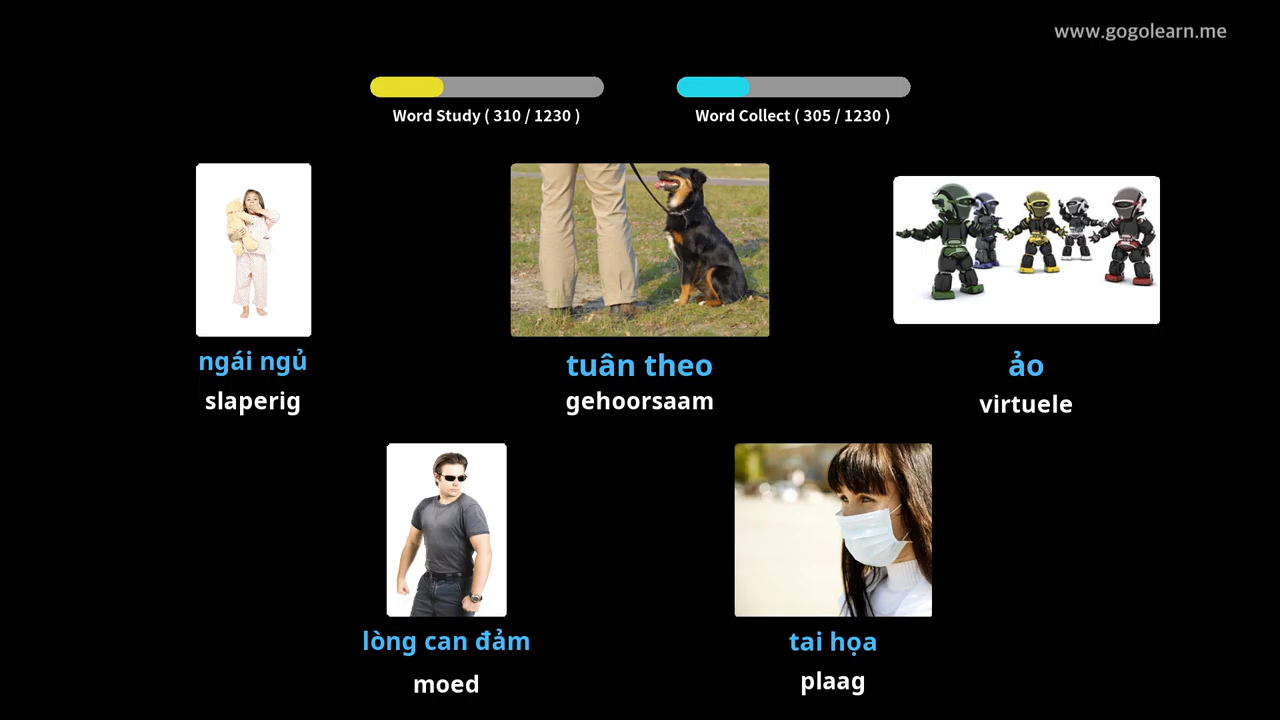 www.gogolearn.me
Word Study ( 310 / 1230 )
Word Collect ( 305 / 1230 )
ngái ngủ
slaperig
tuân theo
gehoorsaam
ảo
virtuele
lòng can đảm
moed
tai họa
plaag